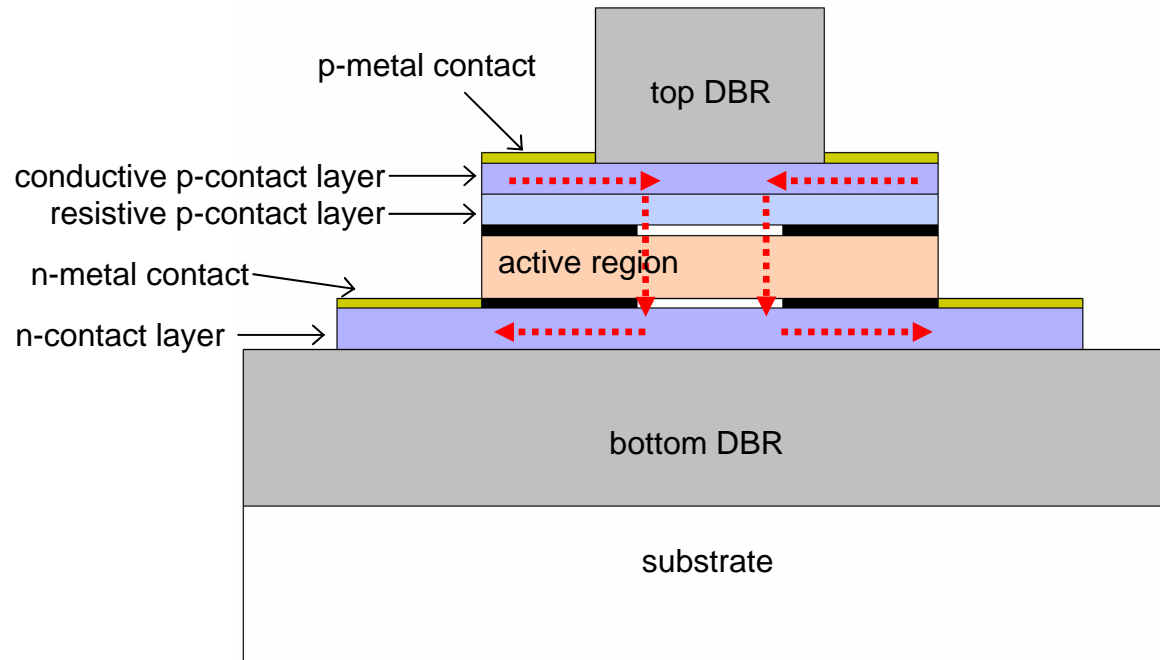 p-metal contact
top DBR
conductive p-contact layer
resistive p-contact layer
active region
n-metal contact
n-contact layer
bottom DBR
substrate